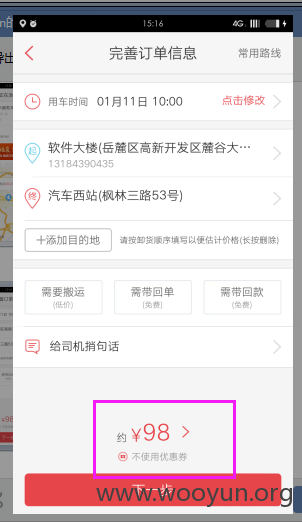 15:16
4G
完善订单信息
常用路线
用车时间 01月11日 10:00 点击修改
起
软件大楼(岳麓区高新开发区麓谷大…
13184390435
终
汽车西站(枫林三路53号)
+添加目的地 请按卸货顺序填写以便估计价格(长按删除)
需要搬运 需带回单 需带回款
(低价) (免费) (免费)
给司机捎句话
约 ¥98
不使用优惠券
下一步
www.wooyun.org